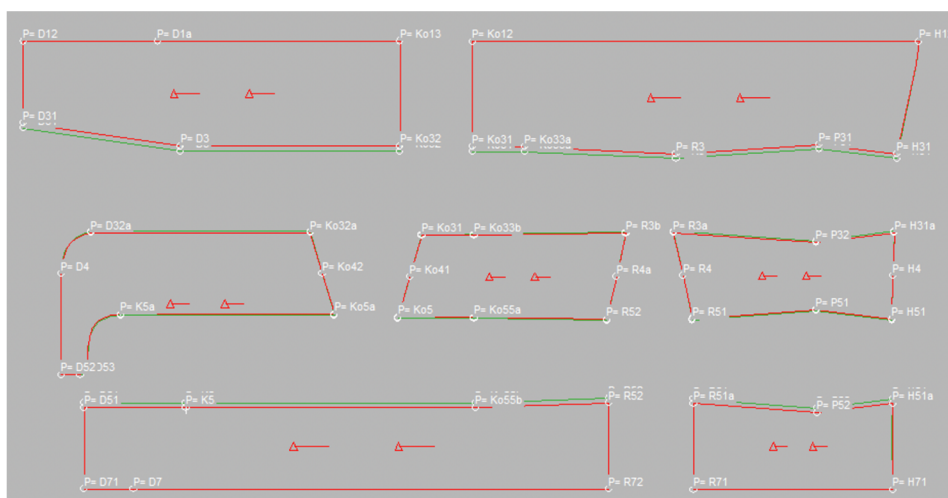 P= D12 P= D1a P= Ko13 P= Ko12 P= H1
P= D31 P= D3 P= Ko32 P= Ko31 P= Ko33a P= R3 P= P31 P= H31
P= D32a P= Ko32a P= Ko31 P= Ko33b P= R3b P= R3a P= P32 P= H31a
P= D4 P= Ko42 P= Ko41 P= R4a P= R4 P= H4
P= K5a P= Ko5a P= Ko5 P= Ko55a P= R52 P= R51 P= P51 P= H51
P= D52 D53
P= D51 P= K5 P= Ko55b P= R52 P= R51a P= P52 P= H51a
P= D71 P= D7 P= R72 P= R71 P= H71